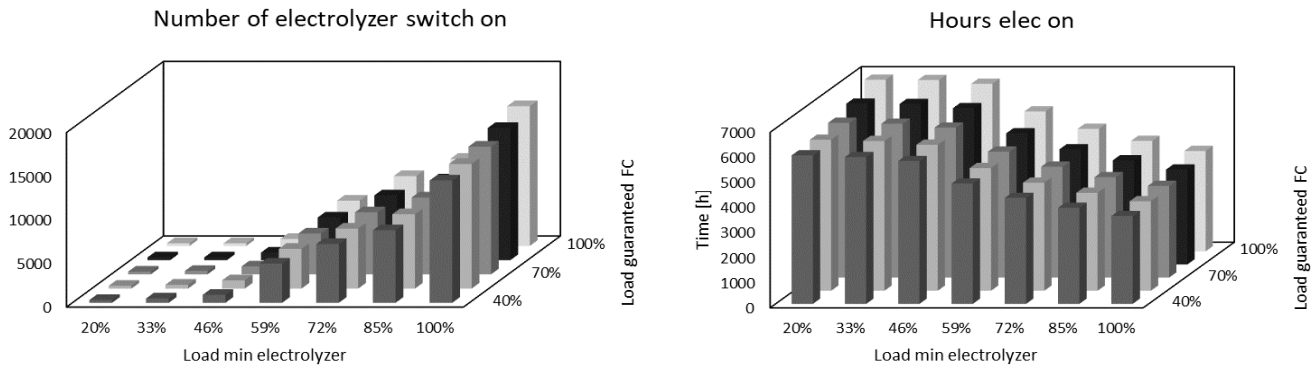 Number of electrolyzer switch on
20000
15000
10000
5000
0
20% 33% 46% 59% 72% 85% 100%
Load min electrolyzer
40%
70%
100%
Load guaranteed FC
Hours elec on
Time [h]
7000
6000
5000
4000
3000
2000
1000
0
20% 33% 46% 59% 72% 85% 100%
Load min electrolyzer
40%
70%
100%
Load guaranteed FC